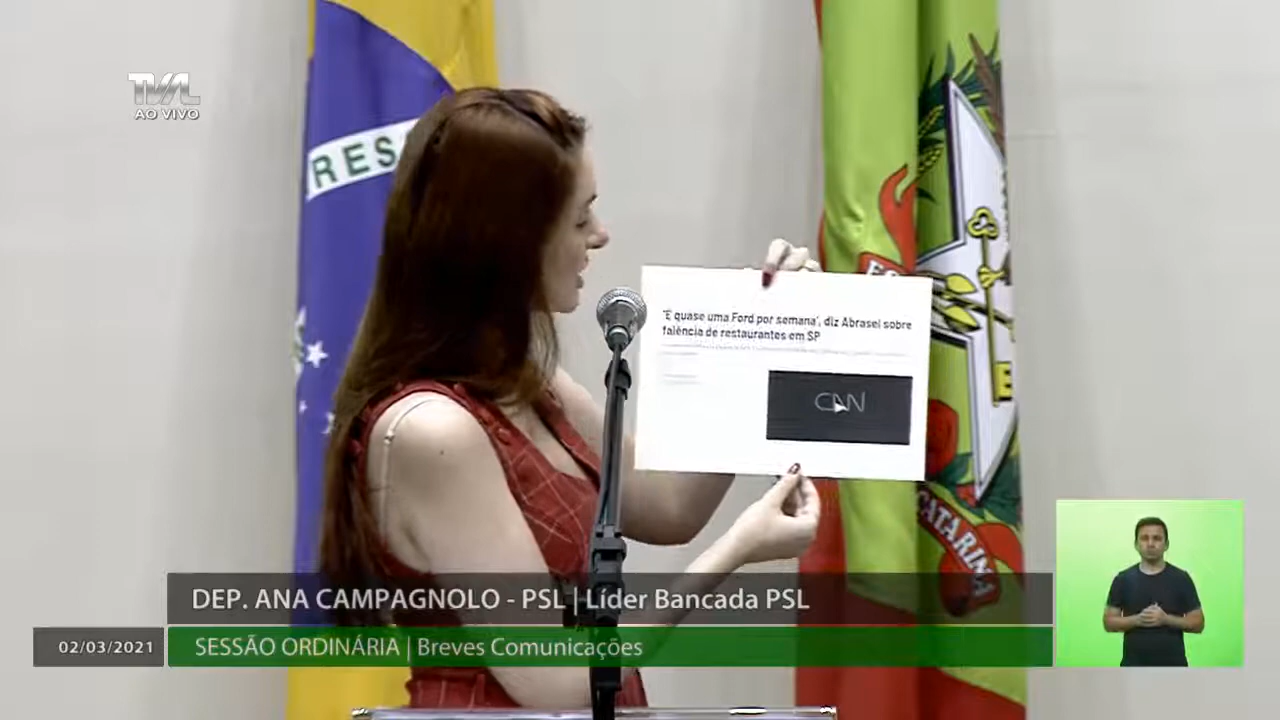 TVAL
AO VIVO
RES
'É quase uma Ford por semana', diz Abrasel sobre
falência de restaurantes em SP
CNN
E
CATARINA
DEP. ANA CAMPAGNOLO - PSL | Líder Bancada PSL
02/03/2021
SESSÃO ORDINÁRIA | Breves Comunicações